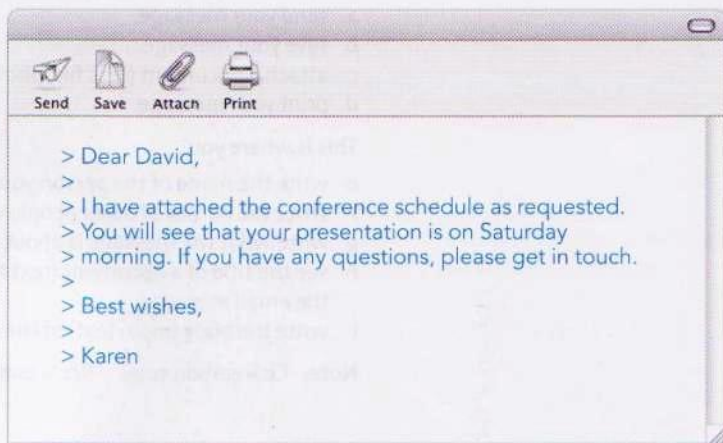 Send Save Attach Print
> Dear David,
>
> I have attached the conference schedule as requested.
> You will see that your presentation is on Saturday
> morning. If you have any questions, please get in touch.
>
> Best wishes,
>
> Karen